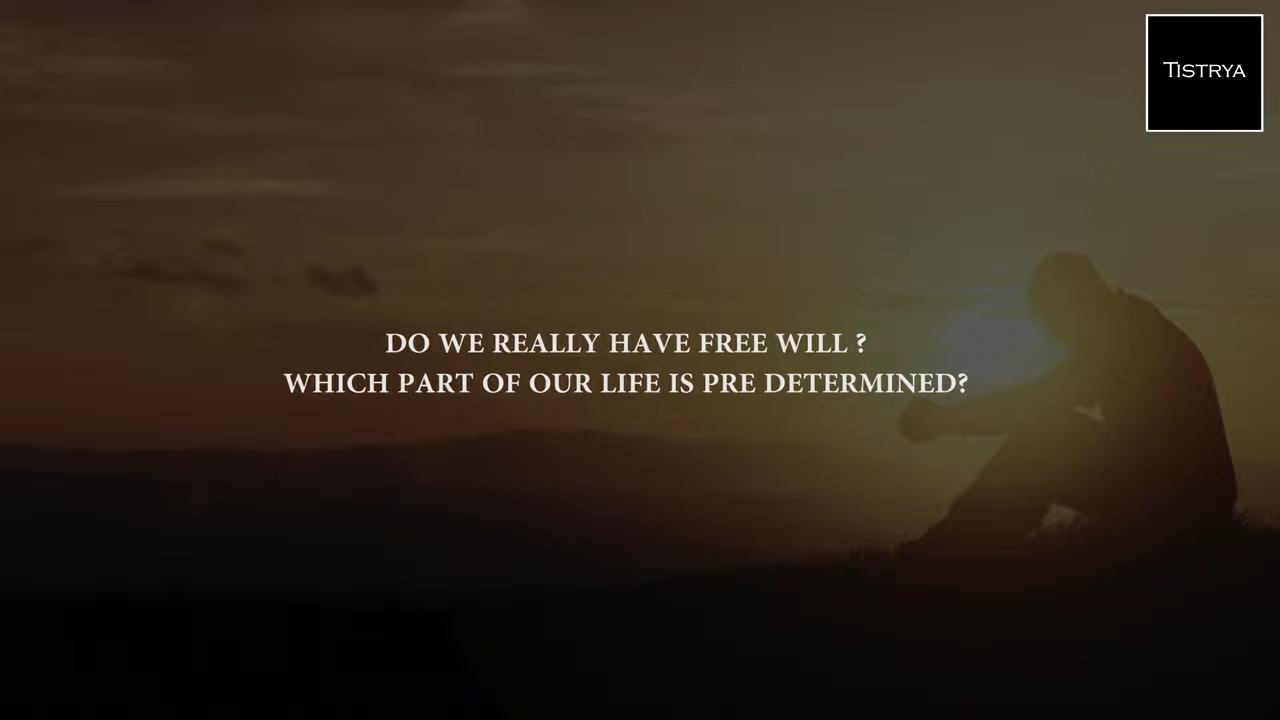 TISTRYA
DO WE REALLY HAVE FREE WILL ?
WHICH PART OF OUR LIFE IS PRE DETERMINED?